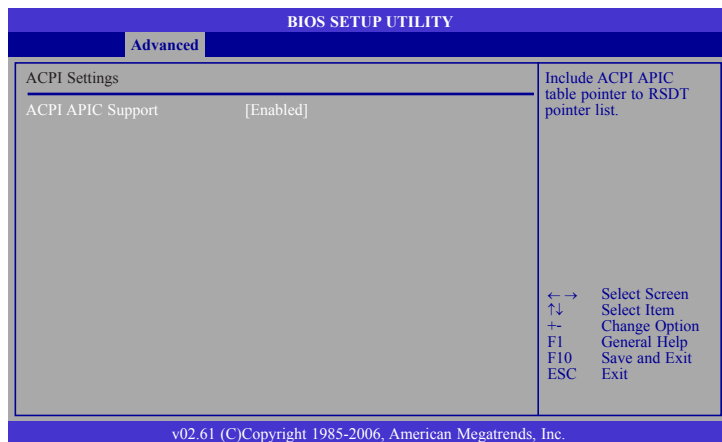 BIOS SETUP UTILITY
Advanced
ACPI Settings
ACPI APIC Support [Enabled]
Include ACPI APIC
table pointer to RSDT
pointer list.
←→ Select Screen
↑↓ Select Item
+- Change Option
F1 General Help
F10 Save and Exit
ESC Exit
v02.61 (C)Copyright 1985-2006, American Megatrends, Inc.